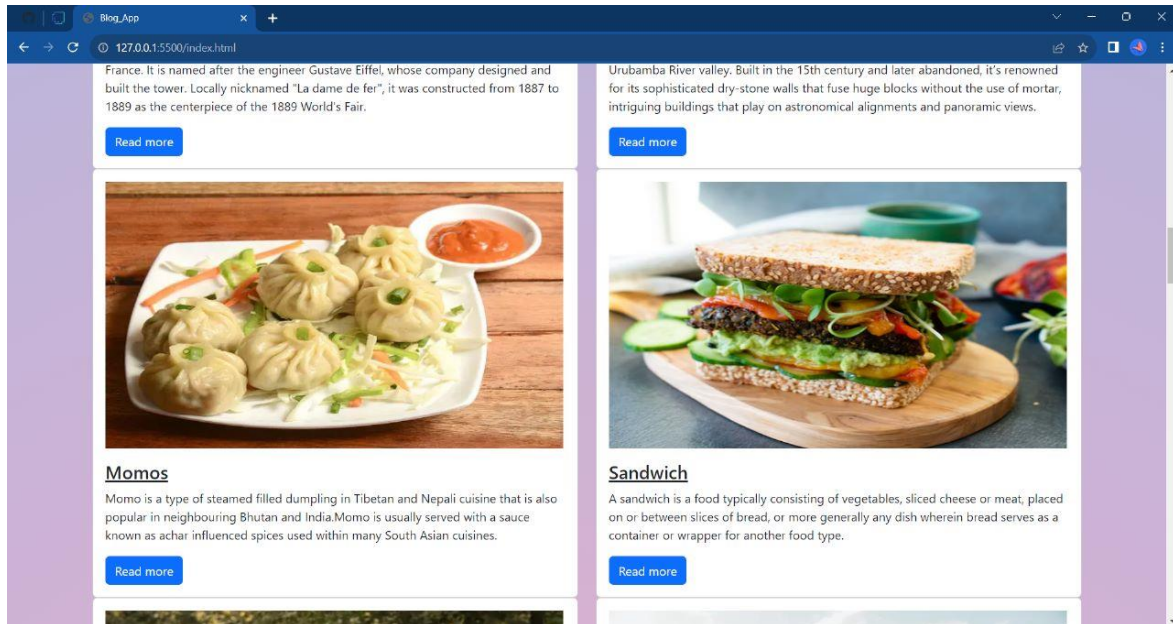 Blog_App
127.0.0.1:5500/index.html
France. It is named after the engineer Gustave Eiffel, whose company designed and
built the tower. Locally nicknamed "La dame de fer", it was constructed from 1887 to
1889 as the centerpiece of the 1889 World's Fair.
Read more
Urubamba River valley. Built in the 15th century and later abandoned, it's renowned
for its sophisticated dry-stone walls that fuse huge blocks without the use of mortar,
intriguing buildings that play on astronomical alignments and panoramic views.
Read more
Momos
Momo is a type of steamed filled dumpling in Tibetan and Nepali cuisine that is also
popular in neighbouring Bhutan and India.Momo is usually served with a sauce
known as achar influenced spices used within many South Asian cuisines.
Read more
Sandwich
A sandwich is a food typically consisting of vegetables, sliced cheese or meat, placed
on or between slices of bread, or more generally any dish wherein bread serves as a
container or wrapper for another food type.
Read more